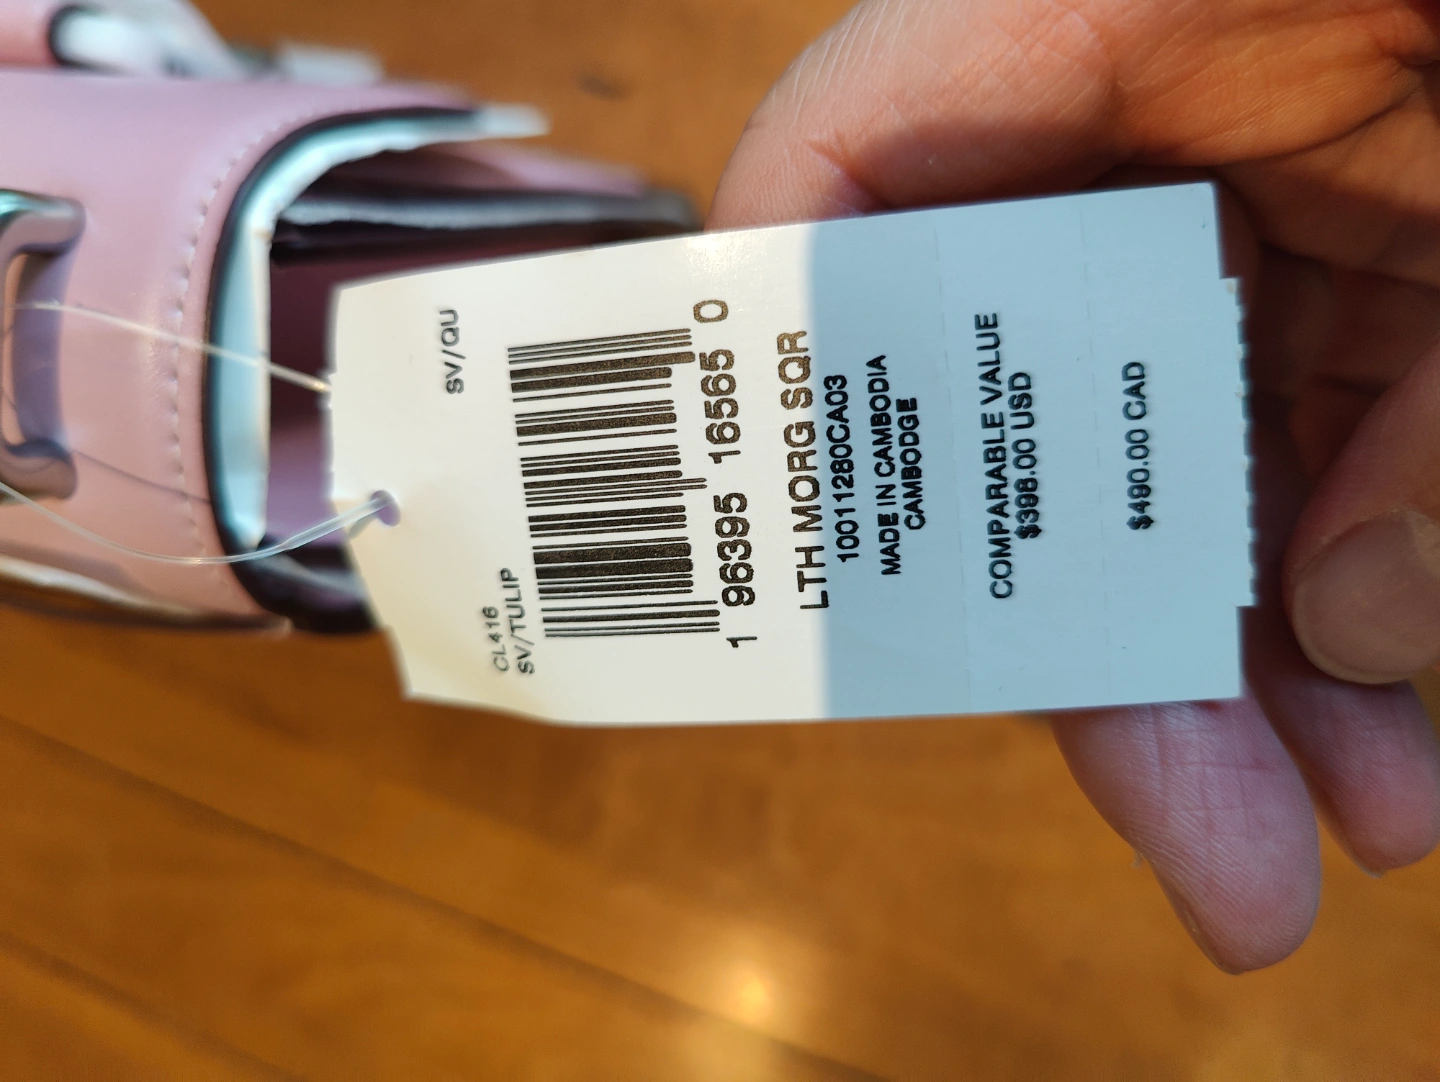 CL416
SV/TULIP
SV/QU
1 96395 16565 0
LTH MORG SQR
10011280CA03
MADE IN CAMBODIA
CAMBODGE
COMPARABLE VALUE
$398.00 USD
$490.00 CAD